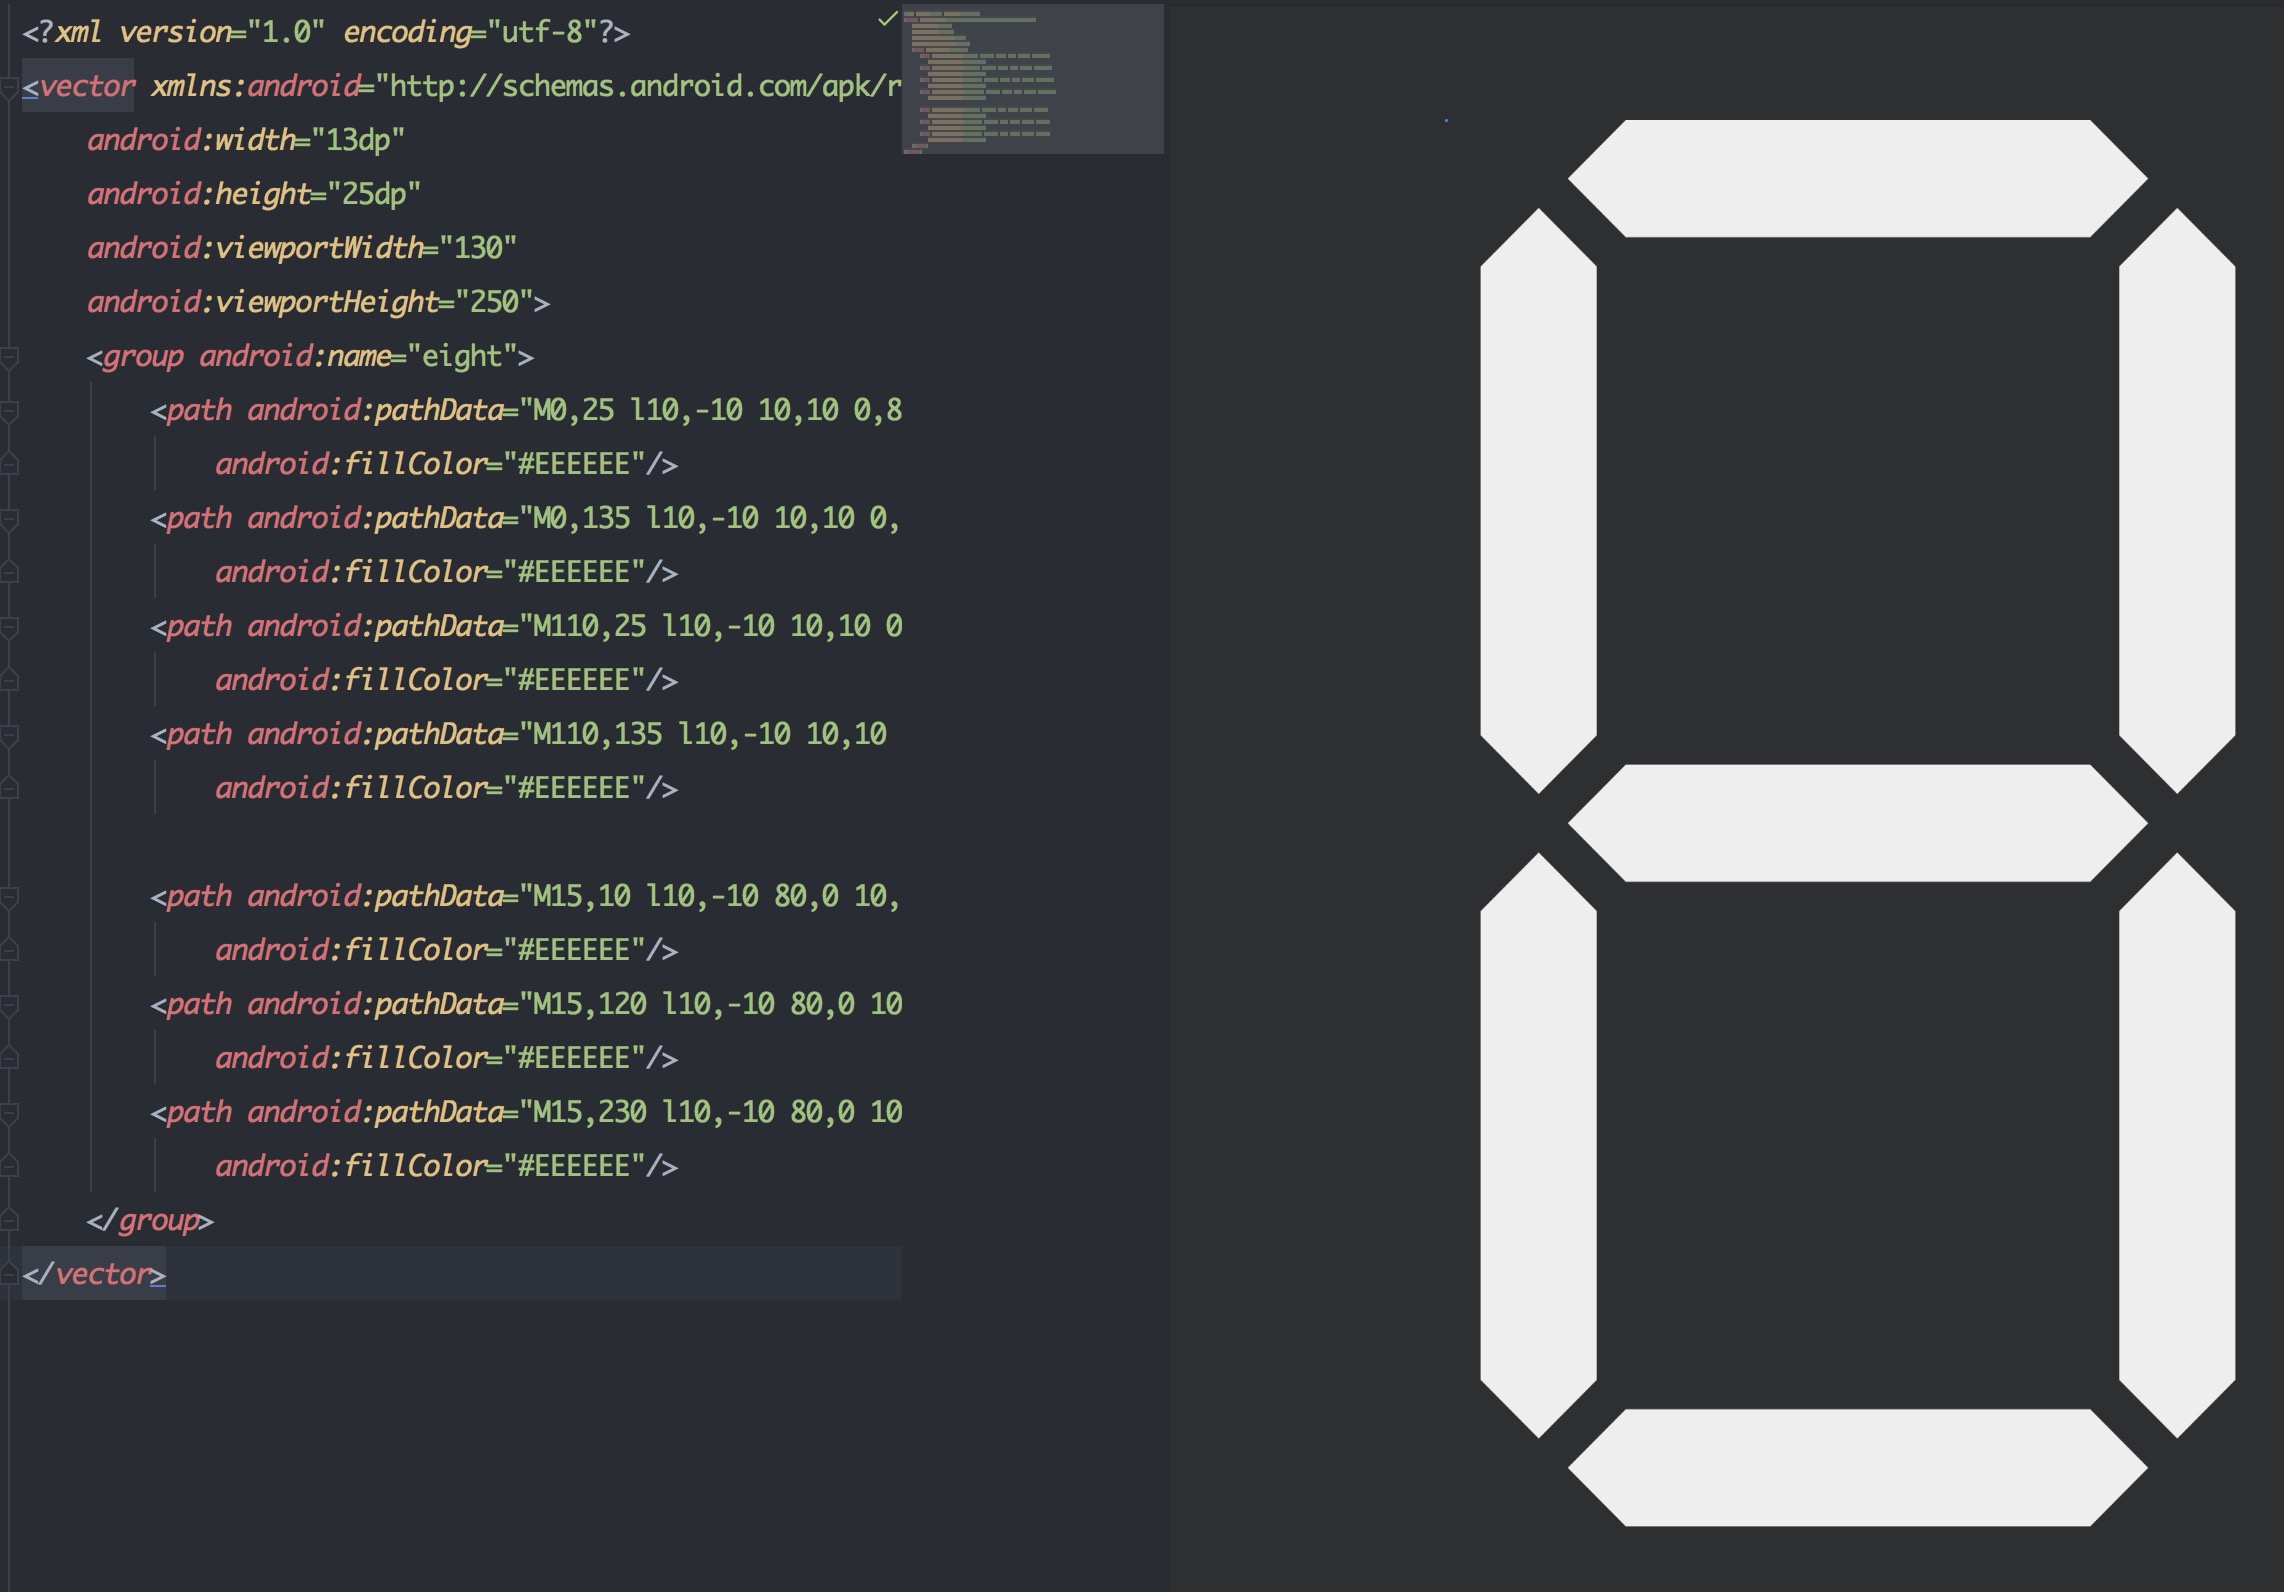 <?xml version="1.0" encoding="utf-8"?>
<vector xmlns:android="http://schemas.android.com/apk/r
android:width="13dp"
android:height="25dp"
android:viewportWidth="130"
android:viewportHeight="250">
<group android:name="eight">
<path android:pathData="M0,25 l10,-10 10,10 0,8
android:fillColor="#EEEEEE"/>
<path android:pathData="M0,135 l10,-10 10,10 0,
android:fillColor="#EEEEEE"/>
<path android:pathData="M110,25 l10,-10 10,10 0
android:fillColor="#EEEEEE"/>
<path android:pathData="M110,135 l10,-10 10,10
android:fillColor="#EEEEEE"/>
<path android:pathData="M15,10 l10,-10 80,0 10,
android:fillColor="#EEEEEE"/>
<path android:pathData="M15,120 l10,-10 80,0 10
android:fillColor="#EEEEEE"/>
<path android:pathData="M15,230 l10,-10 80,0 10
android:fillColor="#EEEEEE"/>
</group>
</vector>
8